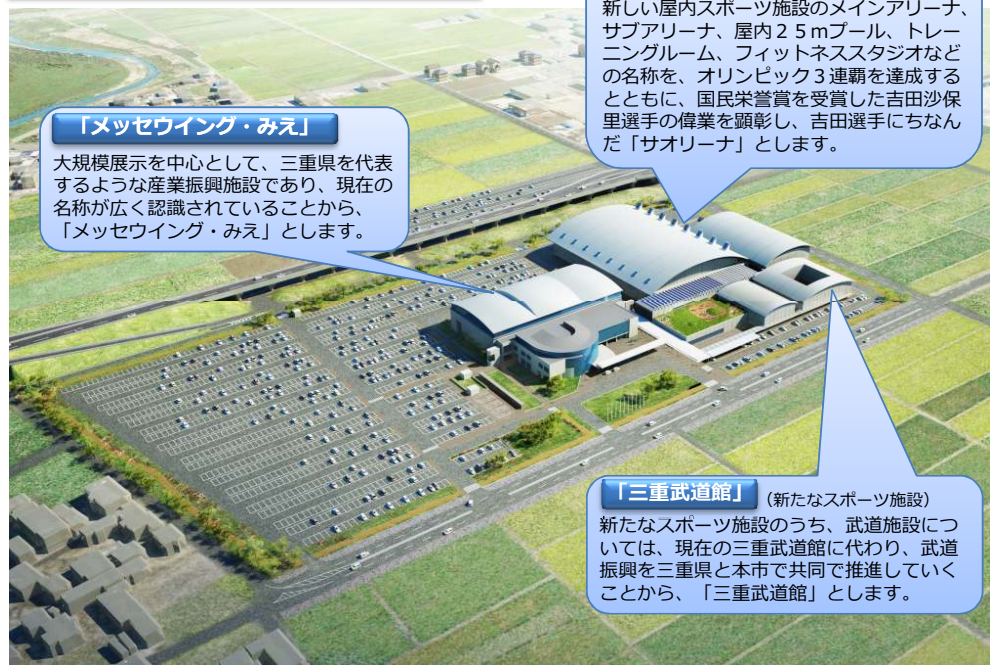 新しい屋内スポーツ施設のメインアリーナ、
サブアリーナ、屋内２５ｍプール、トレー
ニングルーム、フィットネススタジオなど
の名称を、オリンピック３連覇を達成する
とともに、国民栄誉賞を受賞した吉田沙保
里選手の偉業を顕彰し、吉田選手にちなん
だ「サオリーナ」とします。
「メッセウイング・みえ」
大規模展示を中心として、三重県を代表
するような産業振興施設であり、現在の
名称が広く認識されていることから、
「メッセウイング・みえ」とします。
「三重武道館」（新たなスポーツ施設）
新たなスポーツ施設のうち、武道施設につ
いては、現在の三重武道館に代わり、武道
振興を三重県と本市で共同で推進していく
ことから、「三重武道館」とします。